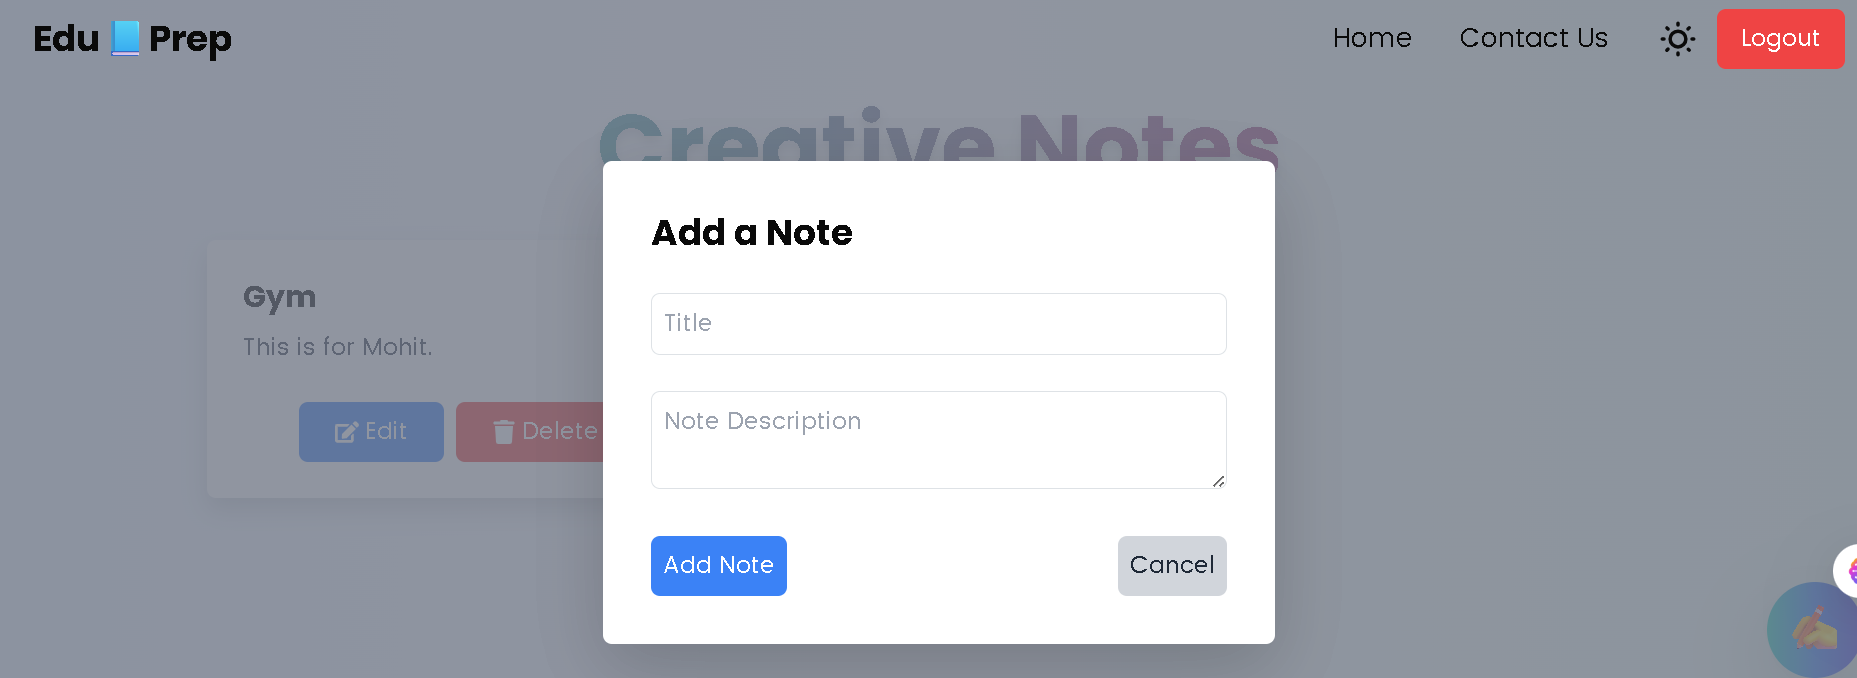 Edu Prep
Home
Contact Us
Logout
Creative Notes
Add a Note
Title
Note Description
Add Note
Cancel
Gym
This is for Mohit.
Edit
Delete